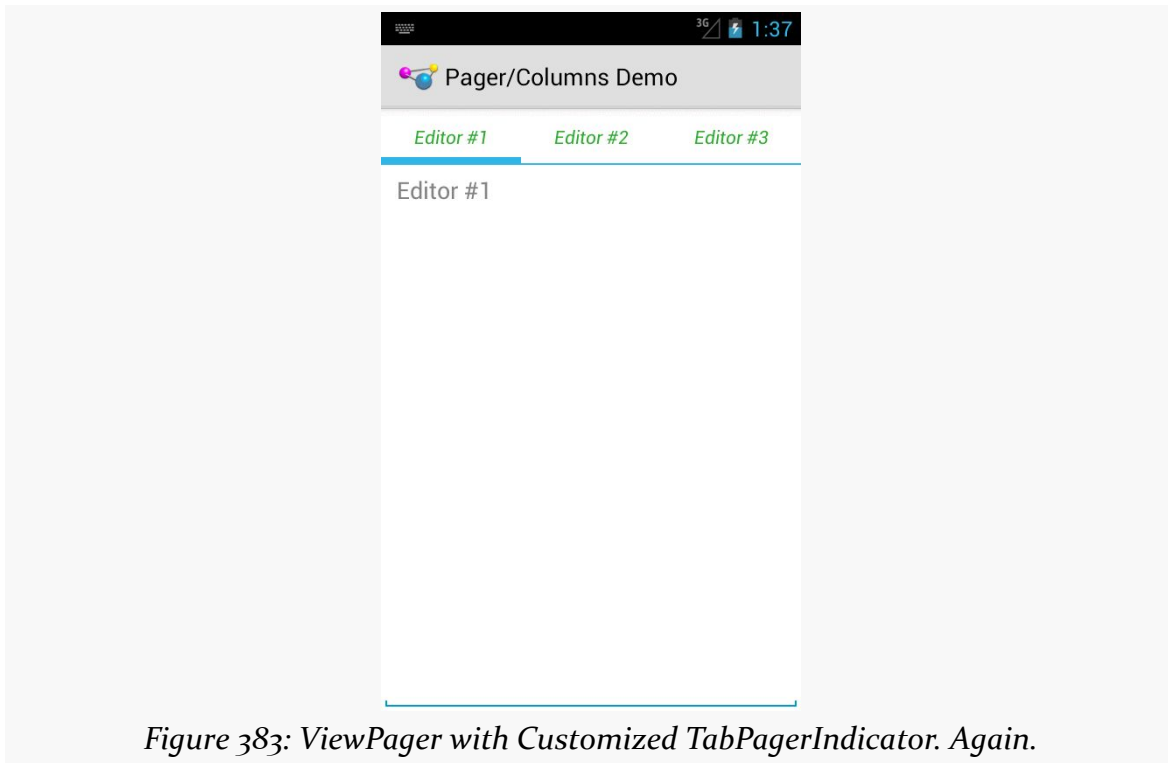 3G 1:37
Pager/Columns Demo
Editor #1 Editor #2 Editor #3
Editor #1
Figure 383: ViewPager with Customized TabPagerIndicator. Again.